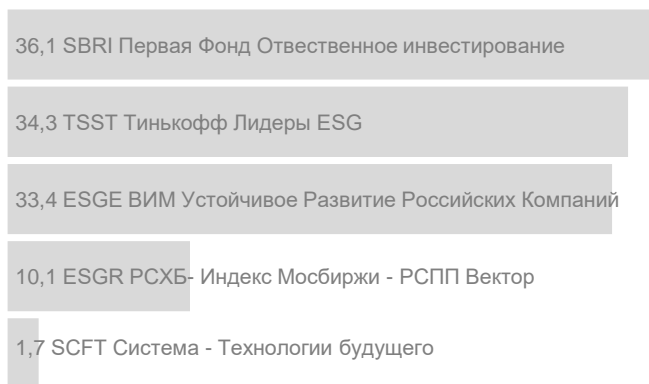 36,1 SBRI Первая Фонд Отвественное инвестирование
34,3 TSST Тинькофф Лидеры ESG
33,4 ESGE ВИМ Устойчивое Развитие Российских Компаний
10,1 ESGR РСХБ- Индекс Мосбиржи - РСПП Вектор
1,7 SCFT Система - Технологии будущего